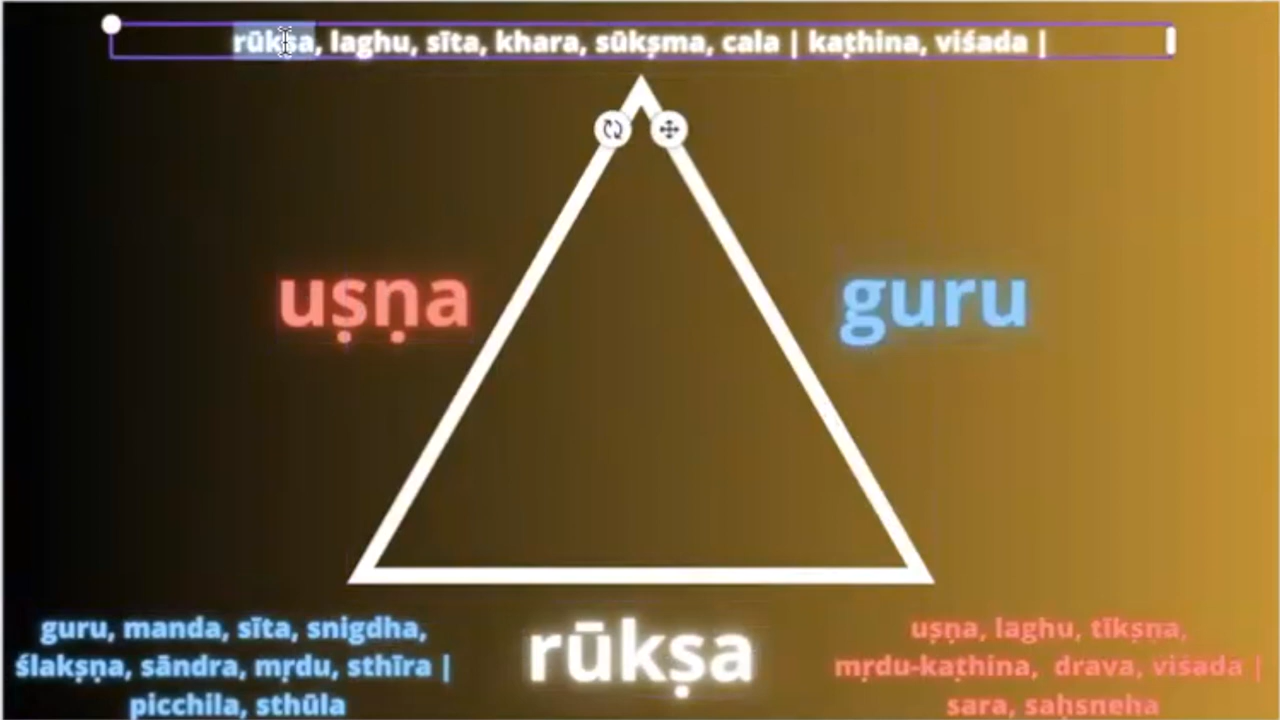 rūkṣa, laghu, sīta, khara, sūkṣma, cala | kaṭhina, viśada |
uṣṇa
guru
guru, manda, sīta, snigdha,
ślakṣṇa, sāndra, mṛdu, sthīra |
picchila, sthūla
rūkṣa
uṣṇa, laghu, tīkṣna,
mṛdu-kaṭhina, drava, viśada |
sara, saḥsneha